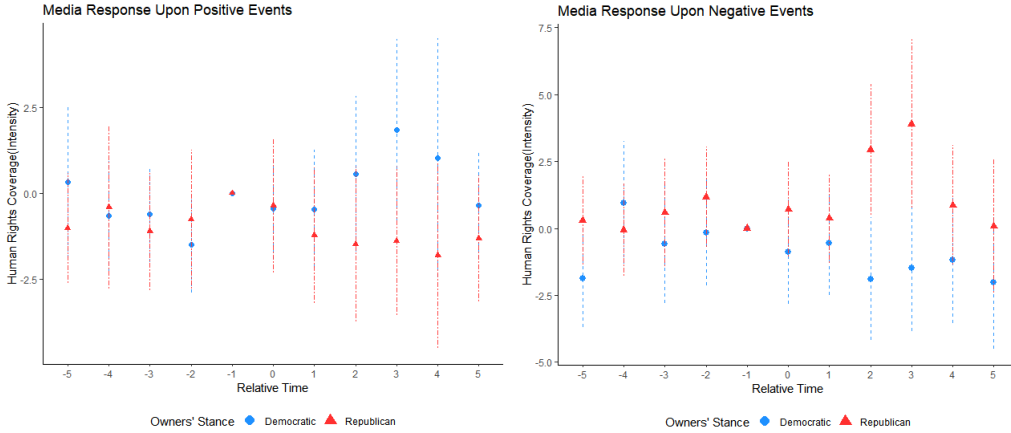 Media Response Upon Positive Events
Human Rights Coverage(Intensity)
2.5
0.0
-2.5
-5 -4 -3 -2 -1 0 1 2 3 4 5
Relative Time
Owners' Stance Democratic Republican
Media Response Upon Negative Events
Human Rights Coverage(Intensity)
7.5
5.0
2.5
0.0
-2.5
-5.0
-5 -4 -3 -2 -1 0 1 2 3 4 5
Relative Time
Owners' Stance Democratic Republican